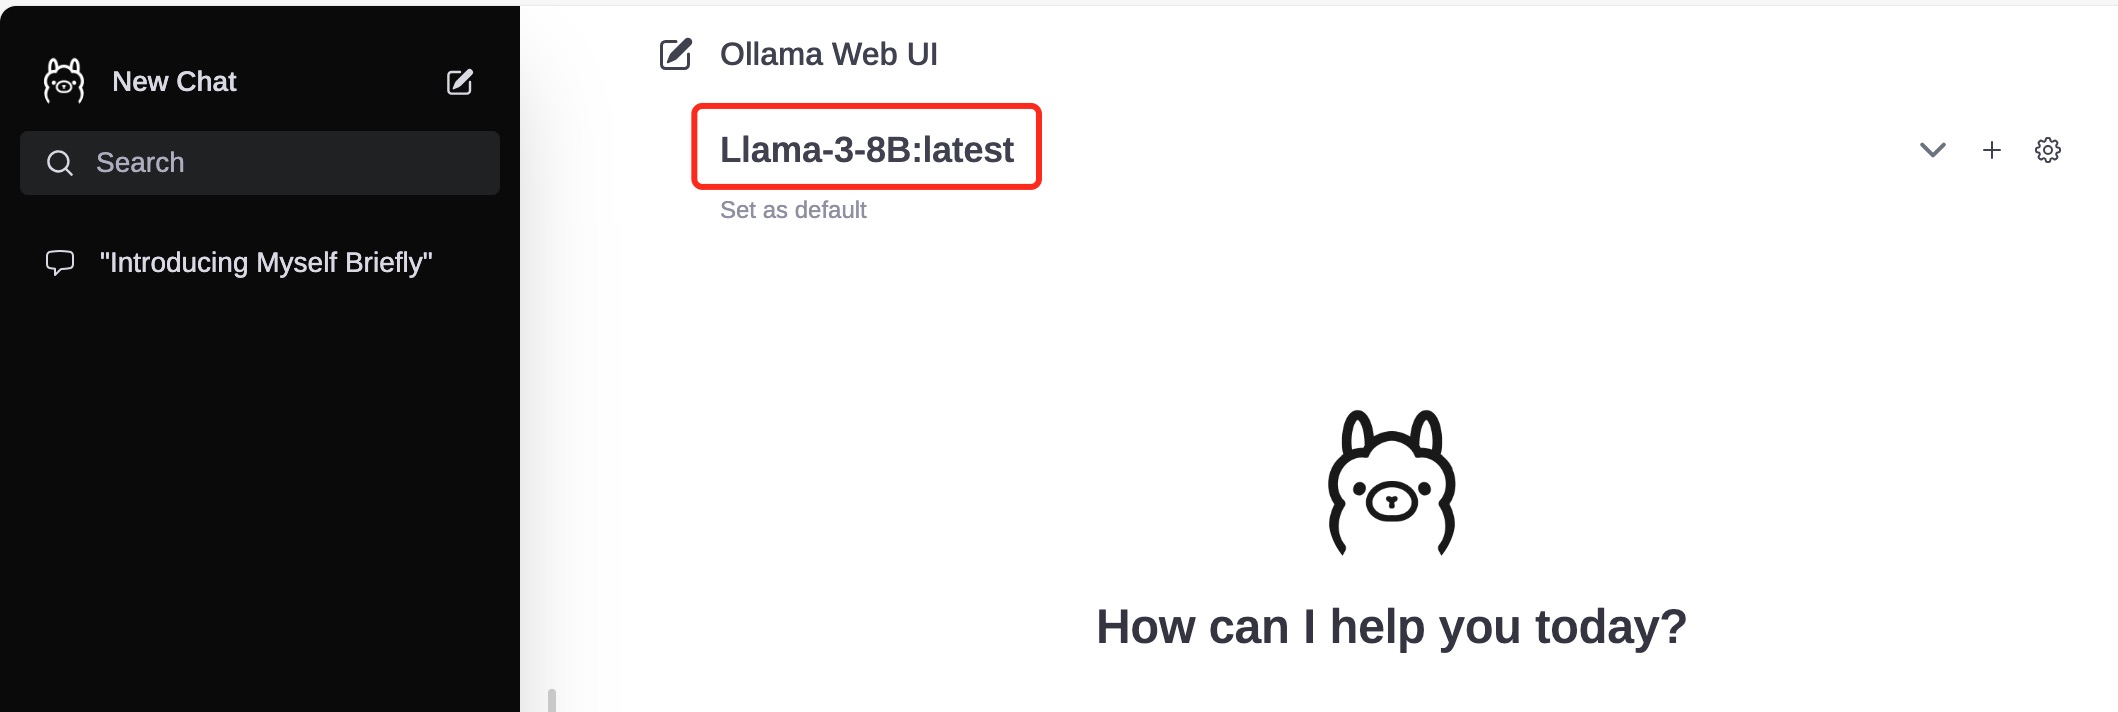 New Chat
Search
"Introducing Myself Briefly"
Ollama Web UI
Llama-3-8B:latest
Set as default
How can I help you today?